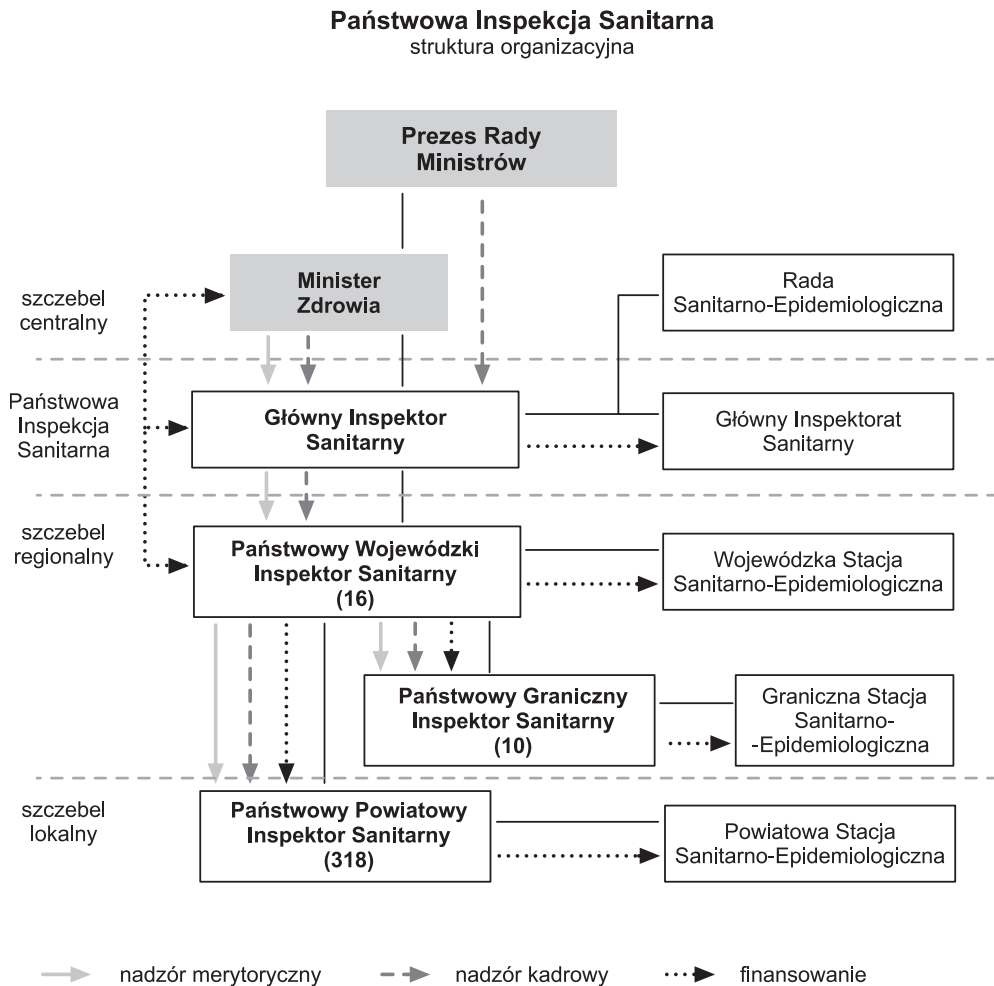 Państwowa Inspekcja Sanitarna
struktura organizacyjna
Prezes Rady
Ministrów
szczebel
centralny
Minister
Zdrowia
Rada
Sanitarno-Epidemiologiczna
Państwowa
Inspekcja
Sanitarna
Główny Inspektor
Sanitarny
Główny Inspektorat
Sanitarny
szczebel
regionalny
Państwowy Wojewódzki
Inspektor Sanitarny
(16)
Wojewódzka Stacja
Sanitarno-Epidemiologiczna
Państwowy Graniczny
Inspektor Sanitarny
(10)
Graniczna Stacja
Sanitarno-
-Epidemiologiczna
szczebel
lokalny
Państwowy Powiatowy
Inspektor Sanitarny
(318)
Powiatowa Stacja
Sanitarno-Epidemiologiczna
nadzór merytoryczny
nadzór kadrowy
finansowanie